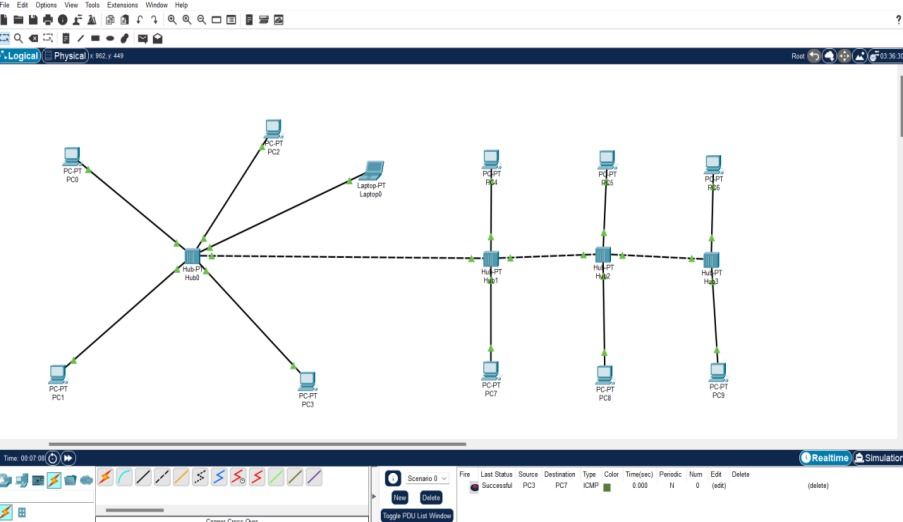 File Edit Options View Tools Extensions Window Help
?
Logical Physical x: 962, y: 449 Root 03:36:30
PC-PT
PC0
PC-PT
PC2
Laptop-PT
Laptop0
PC-PT
PC4
PC-PT
PC5
PC-PT
PC6
Hub-PT
Hub0
Hub-PT
Hub1
Hub-PT
Hub2
Hub-PT
Hub3
PC-PT
PC1
PC-PT
PC3
PC-PT
PC7
PC-PT
PC8
PC-PT
PC9
Time: 00:07:08 Realtime Simulation
Scenario 0
New Delete
Toggle PDU List Window
Fire Last Status Source Destination Type Color Time(sec) Periodic Num Edit Delete
Successful PC3 PC7 ICMP 0.000 N 0 (edit) (delete)
Copper Cross-Over